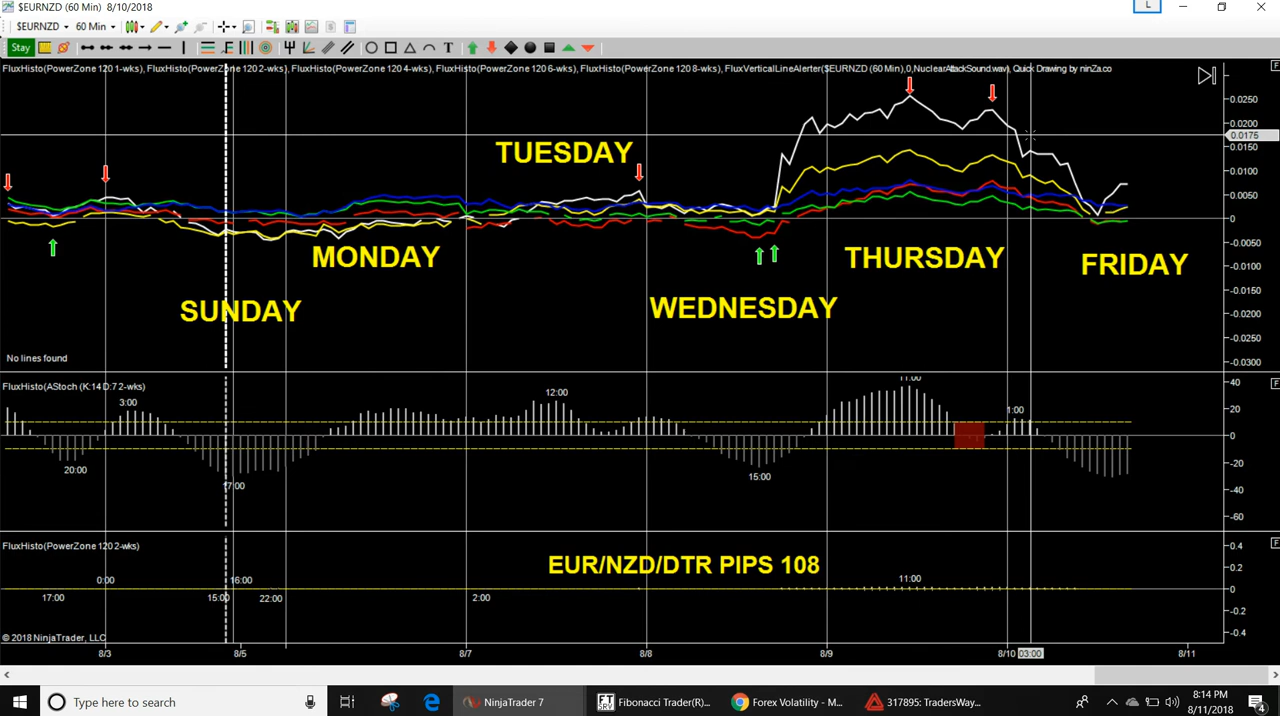 $EURNZD (60 Min) 8/10/2018
L
$EURNZD 60 Min
Stay T
FluxHisto(PowerZone 120 1-wks), FluxHisto(PowerZone 120 2-wks), FluxHisto(PowerZone 120 4-wks), FluxHisto(PowerZone 120 6-wks), FluxHisto(PowerZone 120 8-wks), FluxVerticalLineAlerter($EURNZD (60 Min),0,NuclearAttackSound.wav), Quick Drawing by ninZa.co
F
0.0250
0.0200
0.0175
0.0150
0.0100
0.0050
0
-0.0050
-0.0100
-0.0150
-0.0200
-0.0250
-0.0300
TUESDAY
MONDAY
THURSDAY
FRIDAY
SUNDAY
WEDNESDAY
No lines found
FluxHisto(AStoch (K:14 D:7 2-wks)
F
40
20
0
-20
-40
-60
3:00
12:00
11:00
1:00
20:00
17:00
15:00
FluxHisto(PowerZone 120 2-wks)
F
0.4
0.2
0
-0.2
-0.4
EUR/NZD/DTR PIPS 108
0:00
16:00
11:00
17:00
15:00
22:00
2:00
© 2018 NinjaTrader, LLC
8/3 8/5 8/7 8/8 8/9 8/10 03:00 8/11
Type here to search
NinjaTrader 7
Fibonacci Trader(R)...
Forex Volatility - M...
317895: TradersWay...
8:14 PM
8/11/2018
4